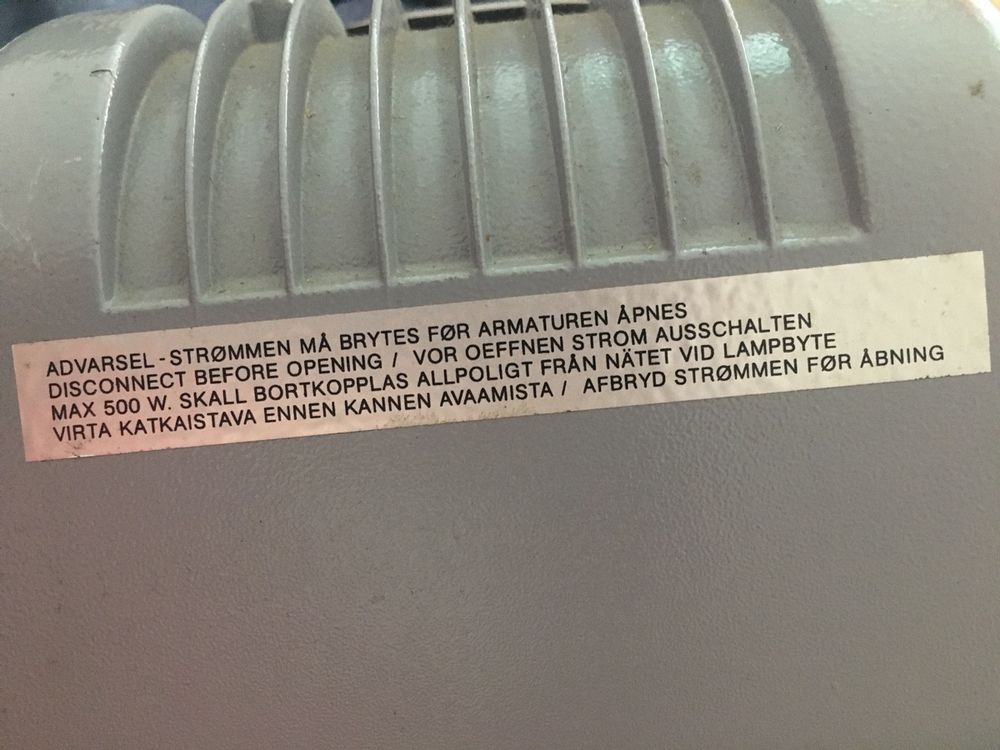 ADVARSEL - STRØMMEN MÅ BRYTES FØR ARMATUREN ÅPNES
DISCONNECT BEFORE OPENING / VOR OEFFNEN STROM AUSSCHALTEN
MAX 500 W. SKALL BORTKOPPLAS ALLPOLIGT FRÅN NÄTET VID LAMPBYTE
VIRTA KATKAISTAVA ENNEN KANNEN AVAAMISTA / AFBRYD STRØMMEN FØR ÅBNING